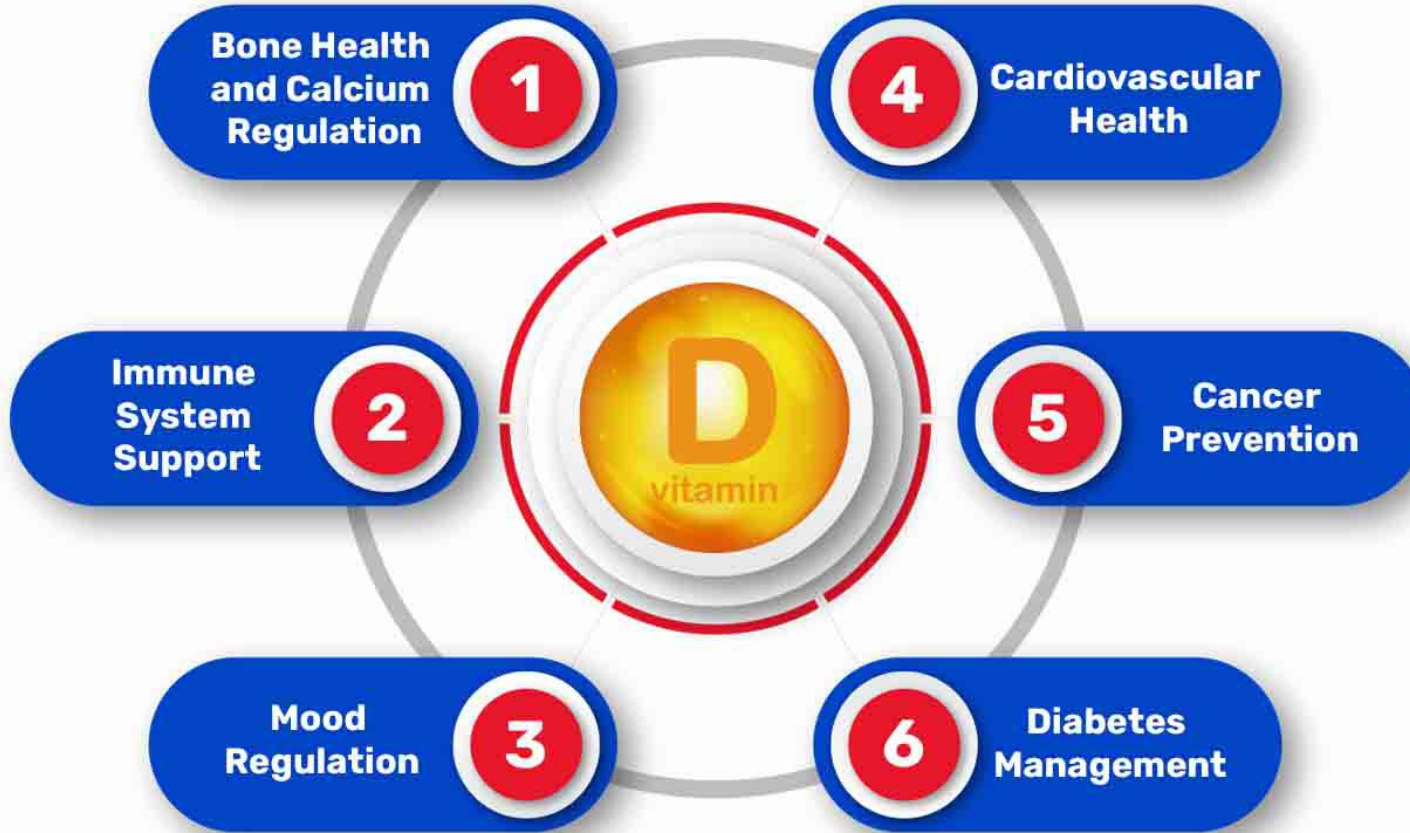 Bone Health
and Calcium
Regulation
1
Immune
System
Support
2
Mood
Regulation
3
4
Cardiovascular
Health
5
Cancer
Prevention
6
Diabetes
Management
D
vitamin